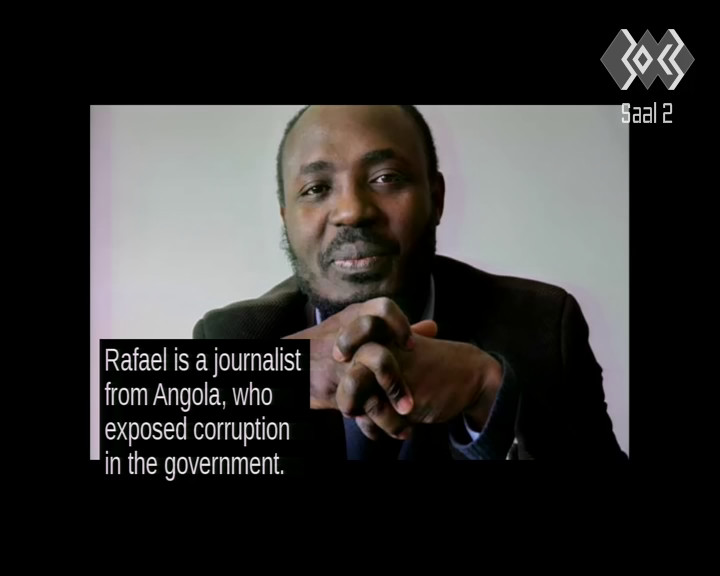 Saal 2
Rafael is a journalist
from Angola, who
exposed corruption
in the government.